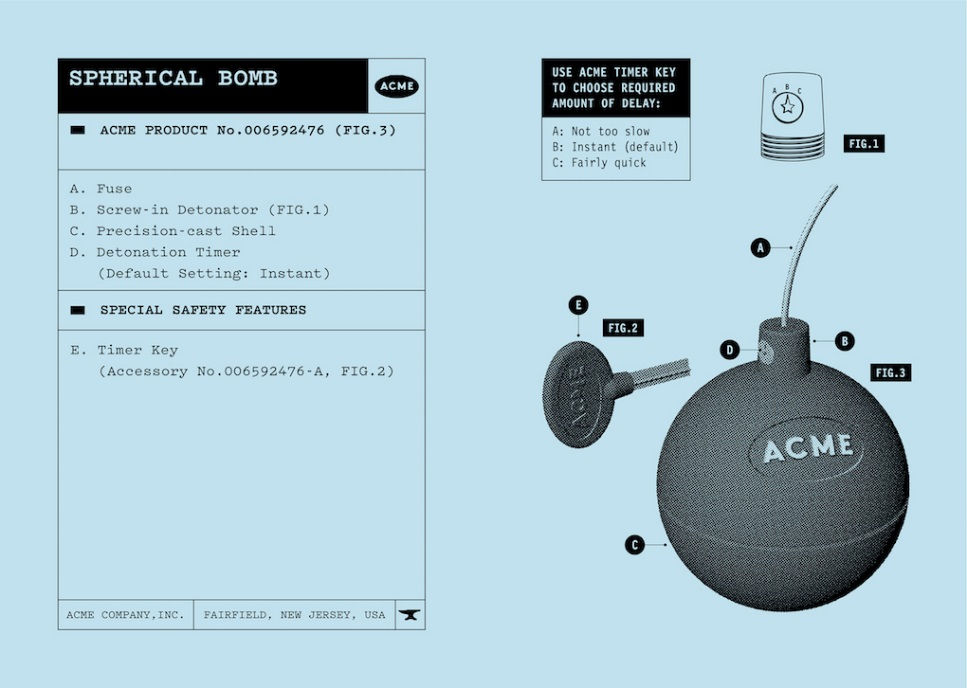 SPHERICAL BOMB
ACME
ACME PRODUCT No.006592476 (FIG.3)
A. Fuse
B. Screw-in Detonator (FIG.1)
C. Precision-cast Shell
D. Detonation Timer
(Default Setting: Instant)
SPECIAL SAFETY FEATURES
E. Timer Key
(Accessory No.006592476-A, FIG.2)
ACME COMPANY,INC.
FAIRFIELD, NEW JERSEY, USA
USE ACME TIMER KEY
TO CHOOSE REQUIRED
AMOUNT OF DELAY:
A: Not too slow
B: Instant (default)
C: Fairly quick
A B C
FIG.1
A
E
FIG.2
ACME
D
B
FIG.3
ACME
C